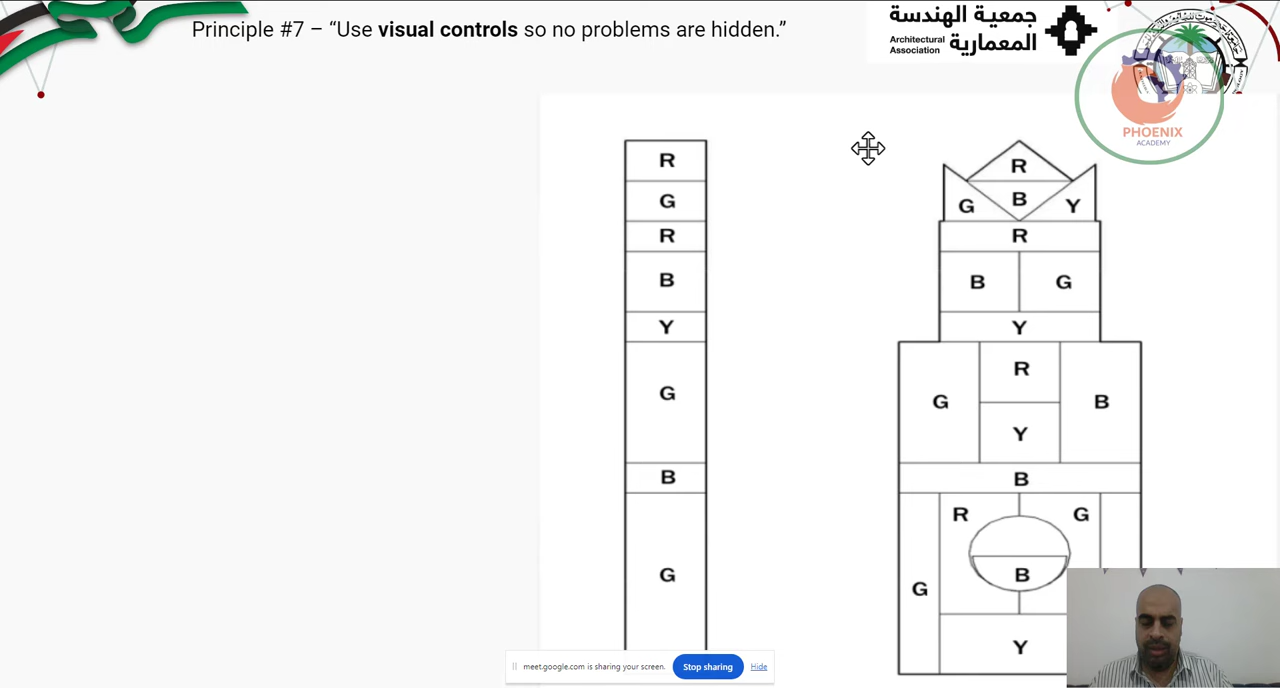 Principle #7 – “Use visual controls so no problems are hidden.”
جمعية الهندسة
المعمارية
Architectural
Association
PHOENIX
ACADEMY
R
G
R
B
Y
G
B
G
R
G B Y
R
B G
Y
R
G B
Y
B
R G
B
G
Y
meet.google.com is sharing your screen. Stop sharing Hide